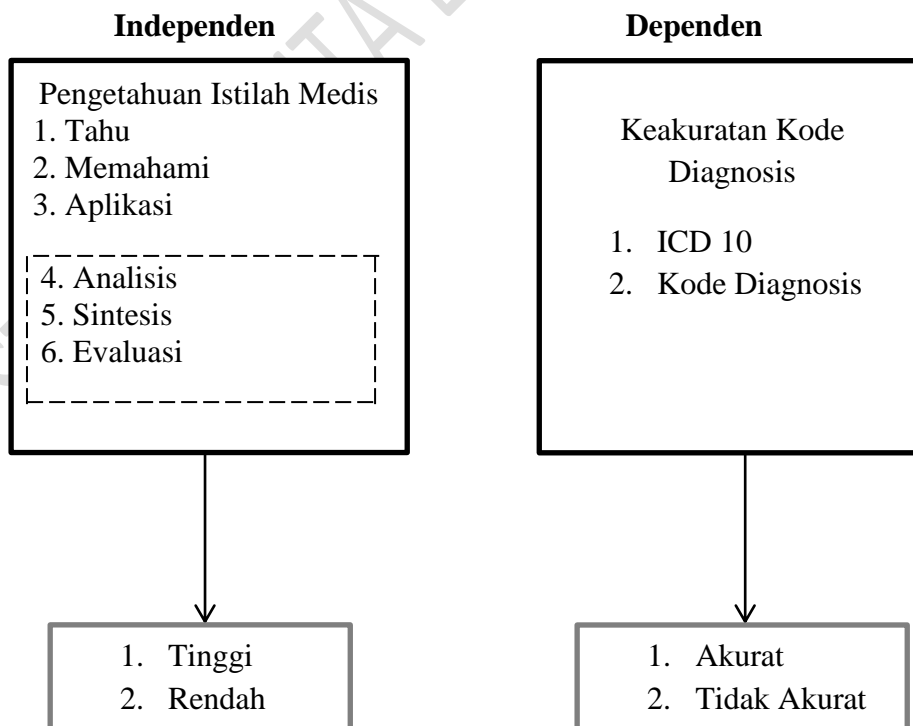 Independen
Pengetahuan Istilah Medis
1. Tahu
2. Memahami
3. Aplikasi
4. Analisis
5. Sintesis
6. Evaluasi
1. Tinggi
2. Rendah
Dependen
Keakuratan Kode
Diagnosis
1. ICD 10
2. Kode Diagnosis
1. Akurat
2. Tidak Akurat